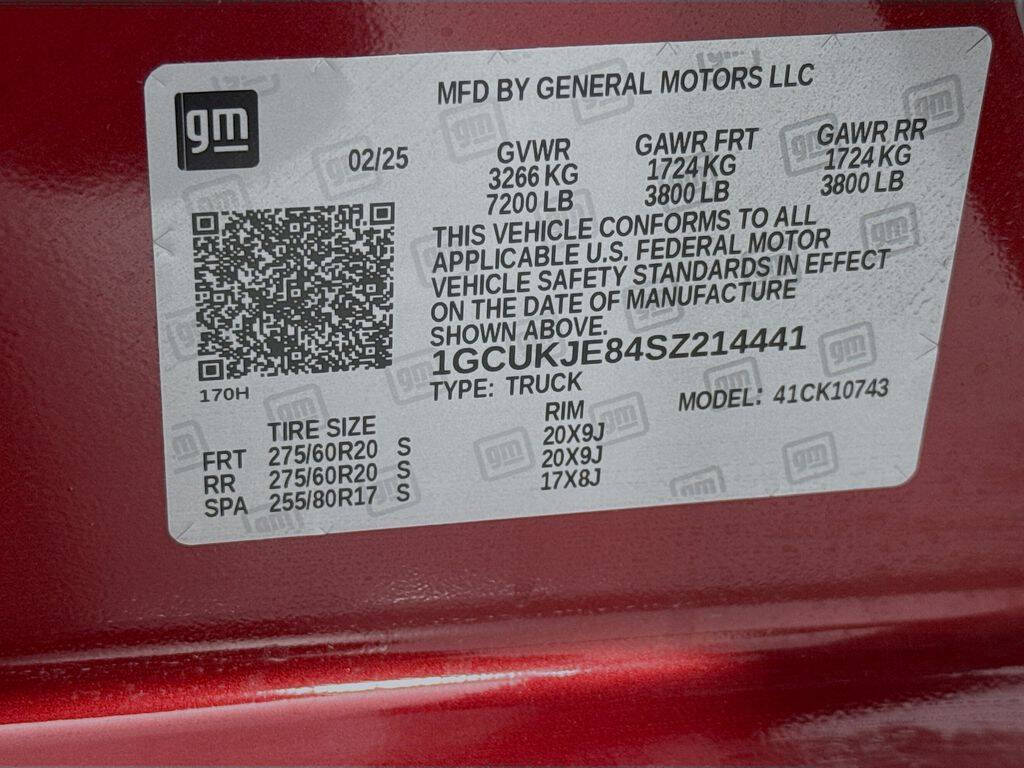 gm
MFD BY GENERAL MOTORS LLC
02/25
GVWR GAWR FRT GAWR RR
3266 KG 1724 KG 1724 KG
7200 LB 3800 LB 3800 LB
THIS VEHICLE CONFORMS TO ALL
APPLICABLE U.S. FEDERAL MOTOR
VEHICLE SAFETY STANDARDS IN EFFECT
ON THE DATE OF MANUFACTURE
SHOWN ABOVE.
1GCUKJE84SZ214441
170H
TYPE: TRUCK MODEL: 41CK10743
TIRE SIZE RIM
FRT 275/60R20 S 20X9J
RR 275/60R20 S 20X9J
SPA 255/80R17 S 17X8J